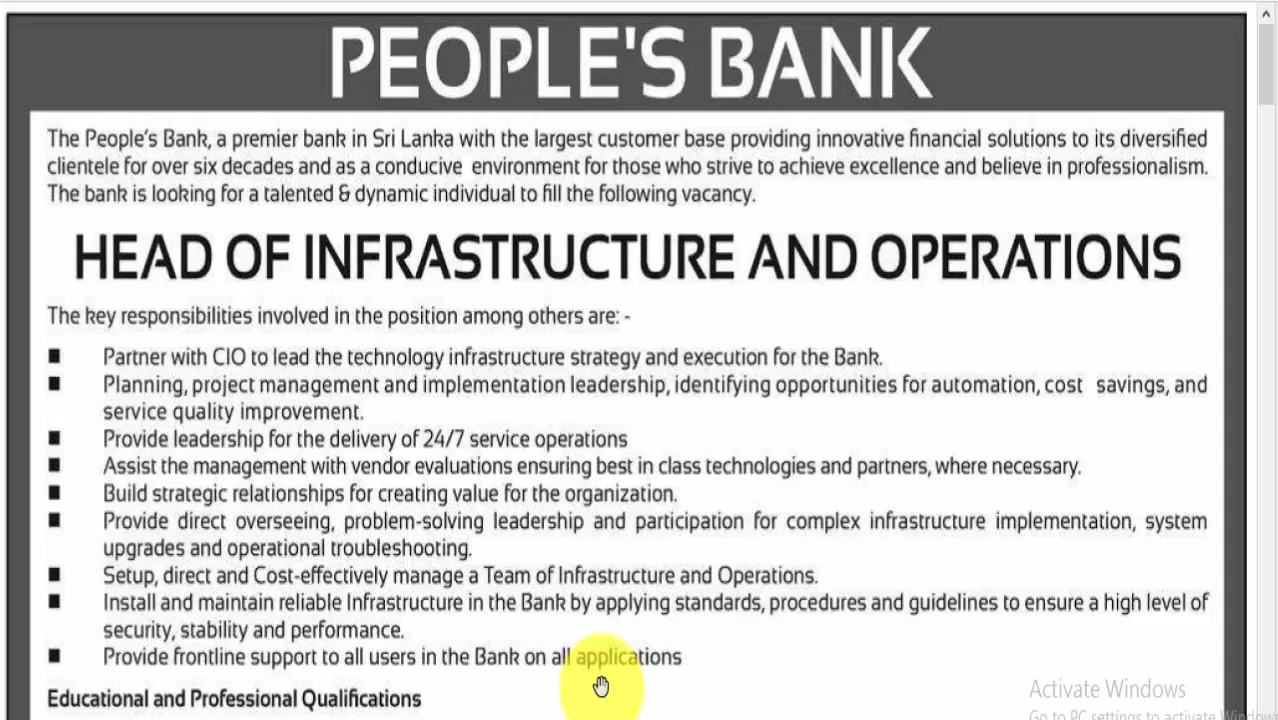 PEOPLE'S BANK
The People's Bank, a premier bank in Sri Lanka with the largest customer base providing innovative financial solutions to its diversified
clientele for over six decades and as a conducive environment for those who strive to achieve excellence and believe in professionalism.
The bank is looking for a talented & dynamic individual to fill the following vacancy.
HEAD OF INFRASTRUCTURE AND OPERATIONS
The key responsibilities involved in the position among others are: -
■ Partner with CIO to lead the technology infrastructure strategy and execution for the Bank.
■ Planning, project management and implementation leadership, identifying opportunities for automation, cost savings, and
service quality improvement.
■ Provide leadership for the delivery of 24/7 service operations
■ Assist the management with vendor evaluations ensuring best in class technologies and partners, where necessary.
■ Build strategic relationships for creating value for the organization.
■ Provide direct overseeing, problem-solving leadership and participation for complex infrastructure implementation, system
upgrades and operational troubleshooting.
■ Setup, direct and Cost-effectively manage a Team of Infrastructure and Operations.
■ Install and maintain reliable Infrastructure in the Bank by applying standards, procedures and guidelines to ensure a high level of
security, stability and performance.
■ Provide frontline support to all users in the Bank on all applications
Educational and Professional Qualifications
Activate Windows
Go to PC settings to activate Windows